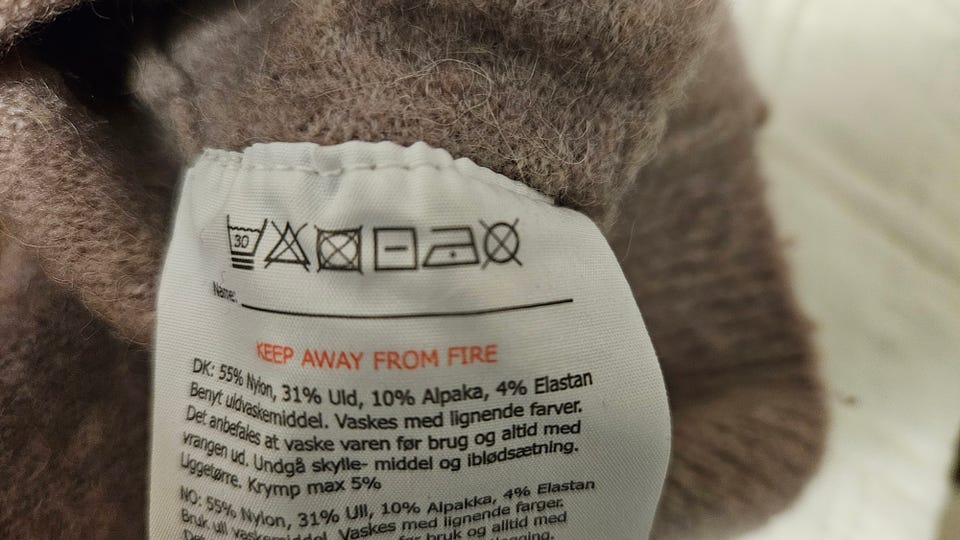 30
Name:
KEEP AWAY FROM FIRE
DK: 55% Nylon, 31% Uld, 10% Alpaka, 4% Elastan
Benyt uldvaskemiddel. Vaskes med lignende farver.
Det anbefales at vaske varen før brug og altid med
vrangen ud. Undgå skylle- middel og iblødsætning.
Liggetørre. Krymp max 5%
NO: 55% Nylon, 31% Ull, 10% Alpakka, 4% Elastan
Bruk ull vaskemiddel. Vaskes med lignende farger.
før bruk og alltid med